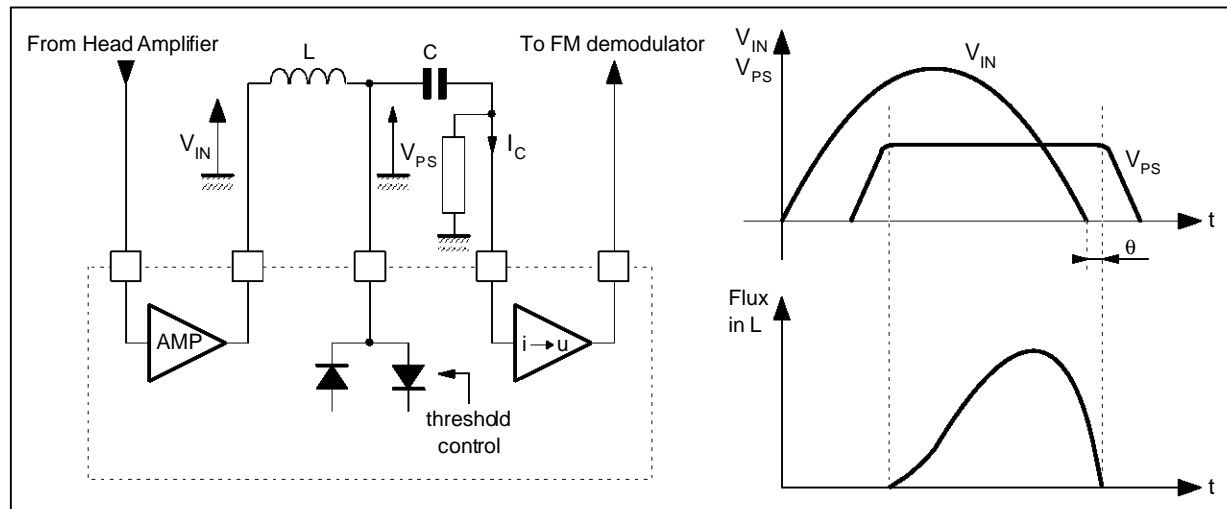 From Head Amplifier
To FM demodulator
L
C
V_IN
V_PS
I_C
AMP
i → u
threshold
control
V_IN
V_PS
V_IN
V_PS
t
θ
Flux
in L
t